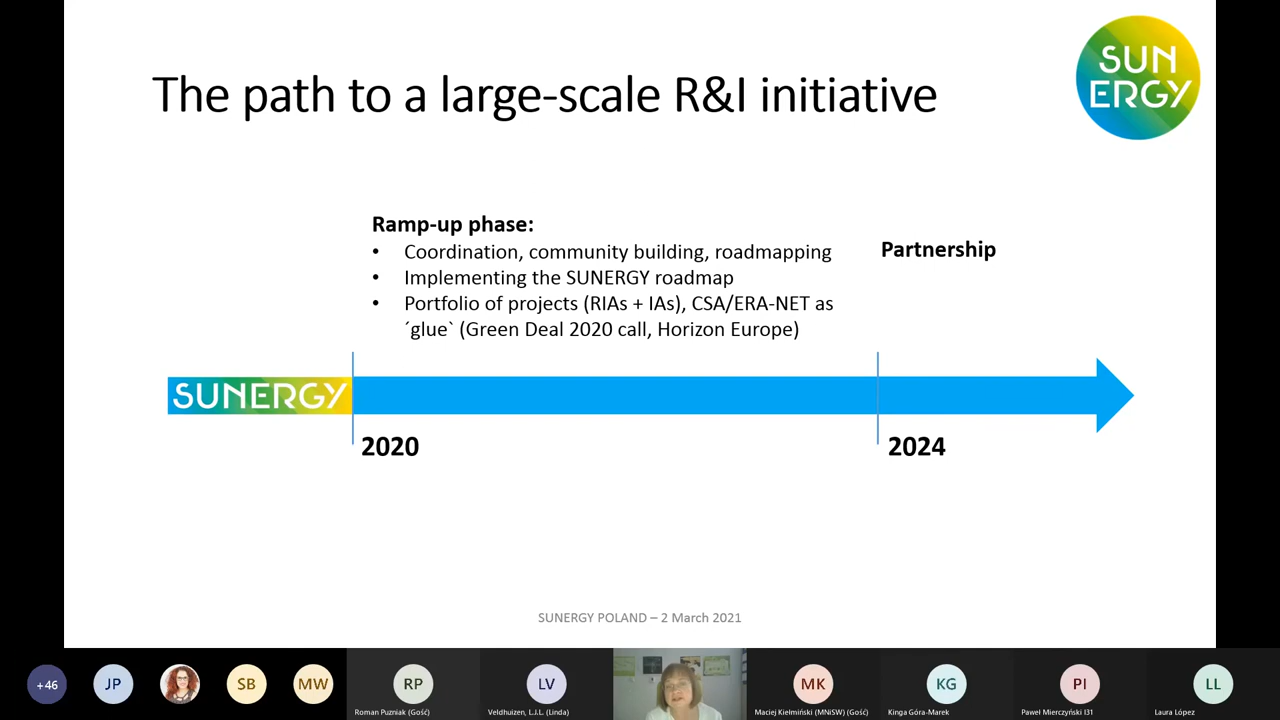 SUN
ERGY
The path to a large-scale R&I initiative
Ramp-up phase:
• Coordination, community building, roadmapping
• Implementing the SUNERGY roadmap
• Portfolio of projects (RIAs + IAs), CSA/ERA-NET as
´glue` (Green Deal 2020 call, Horizon Europe)
Partnership
SUNERGY
2020
2024
SUNERGY POLAND – 2 March 2021
+46
JP
SB
MW
RP
LV
MK
KG
PI
LL
Roman Puzniak (Gość)
Veldhuizen, L.J.L. (Linda)
Maciej Kiełmiński (MNiSW) (Gość)
Kinga Góra-Marek
Paweł Mierczyński I31
Laura López